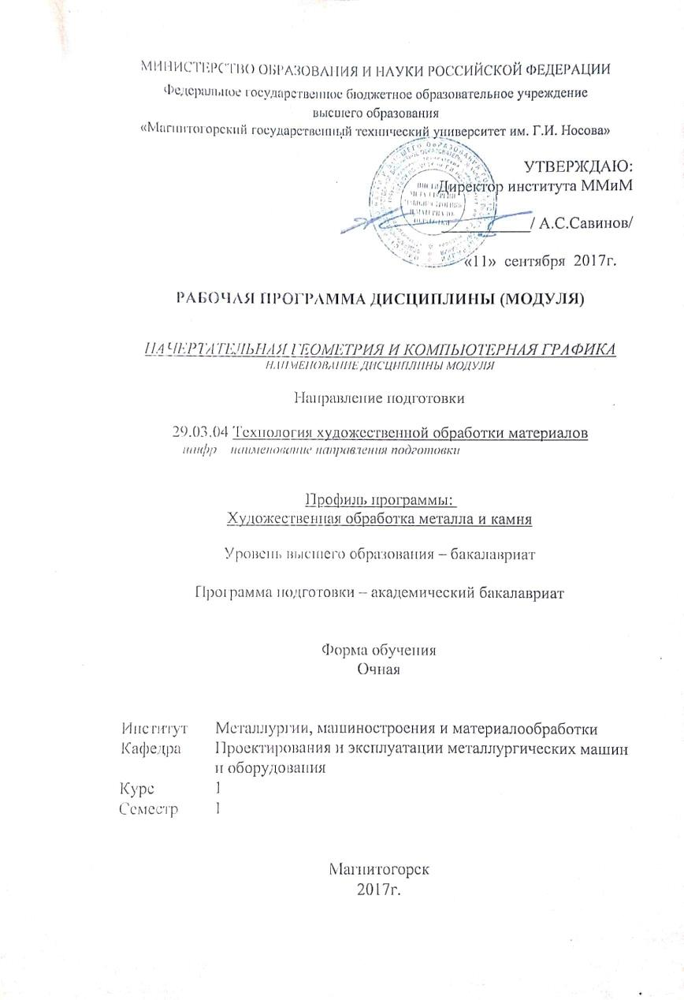 МИНИСТЕРСТВО ОБРАЗОВАНИЯ И НАУКИ РОССИЙСКОЙ ФЕДЕРАЦИИ
Федеральное государственное бюджетное образовательное учреждение
высшего образования
«Магнитогорский государственный технический университет им. Г.И. Носова»
УТВЕРЖДАЮ:
Директор института ММиМ
____________/ А.С.Савинов/
«11» сентября 2017г.
РАБОЧАЯ ПРОГРАММА ДИСЦИПЛИНЫ (МОДУЛЯ)
НАЧЕРТАТЕЛЬНАЯ ГЕОМЕТРИЯ И КОМПЬЮТЕРНАЯ ГРАФИКА
НАИМЕНОВАНИЕ ДИСЦИПЛИНЫ МОДУЛЯ
Направление подготовки
29.03.04 Технология художественной обработки материалов
шифр наименование направления подготовки
Профиль программы:
Художественная обработка металла и камня
Уровень высшего образования – бакалавриат
Программа подготовки – академический бакалавриат
Форма обучения
Очная
Институт Металлургии, машиностроения и материалообработки
Кафедра Проектирования и эксплуатации металлургических машин
и оборудования
Курс 1
Семестр 1
Магнитогорск
2017г.